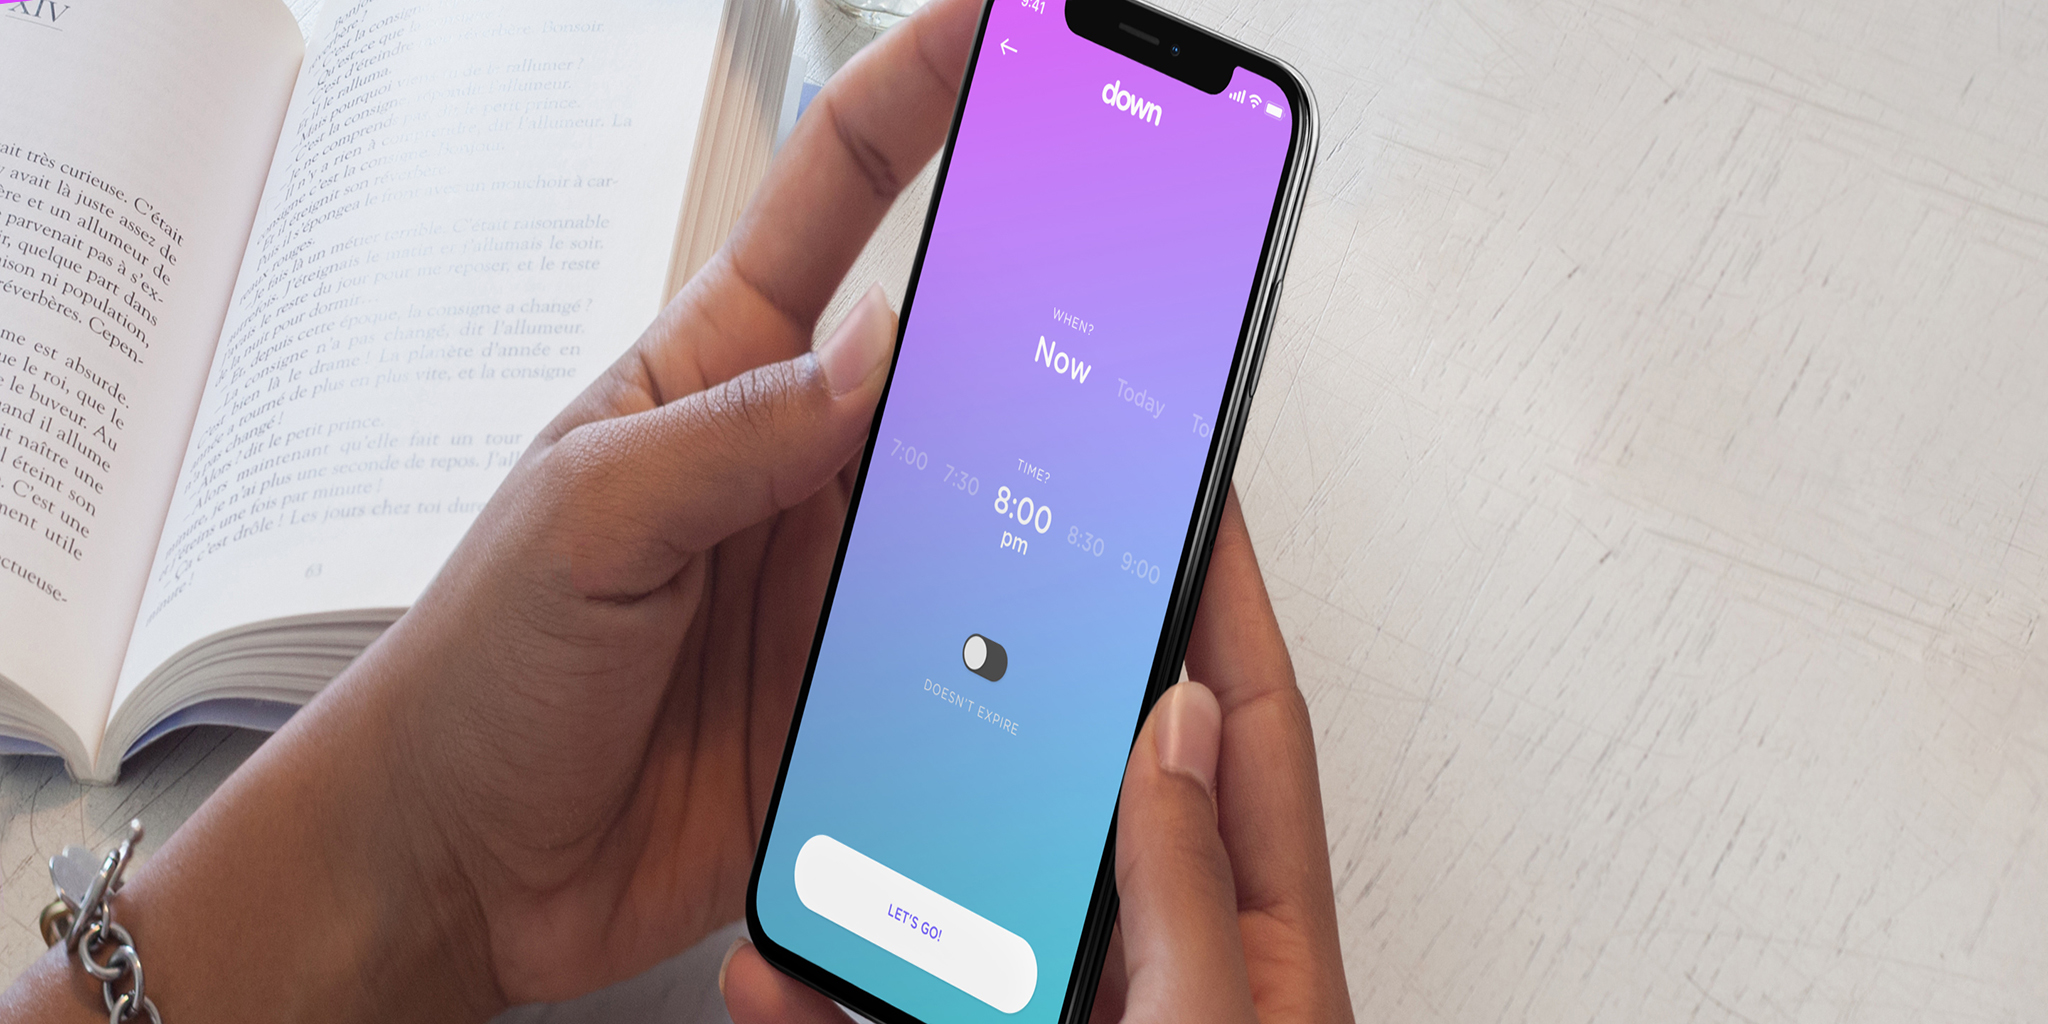 XIV
ait très curieuse. C'était
avait là juste assez de
ère et un allumeur de
parvenait pas à s'ex-
quelque part dans
ison ni population,
réverbères. Cepen-
me est absurde.
ue le roi, que le
le buveur. Au
and il allume
it naître une
l éteint son
C'est une
ment utile
ctueuse-
C'est la consigne
Qu'est-ce que la
C'est d'éteindre mon réverbère. Bonsoir.
Et il le ralluma.
Mais pourquoi viens-tu de le rallumer ?
— C'est la consigne, répondit l'allumeur.
— Je ne comprends pas, dit le petit prince.
— Il n'y a rien à comprendre, dit l'allumeur. La
consigne c'est la consigne. Bonjour.
Et il éteignit son réverbère.
Puis il s'épongea le front avec un mouchoir à car-
reaux rouges.
— Je fais là un métier terrible. C'était raisonnable
autrefois. J'éteignais le matin et j'allumais le soir.
J'avais le reste du jour pour me reposer, et le reste
de la nuit pour dormir...
— Et, depuis cette époque, la consigne a changé ?
— La consigne n'a pas changé, dit l'allumeur.
C'est bien là le drame ! La planète d'année en
année a tourné de plus en plus vite, et la consigne
n'a pas changé !
— Alors ? dit le petit prince.
— Alors maintenant qu'elle fait un tour
minute, je n'ai plus une seconde de repos. J'al
et j'éteins une fois par minute !
— Ça c'est drôle ! Les jours chez toi dure
minute !
63
9:41
down
WHEN?
Now Today To
TIME?
7:00 7:30 8:00 8:30 9:00
pm
DOESN'T EXPIRE
LET'S GO!